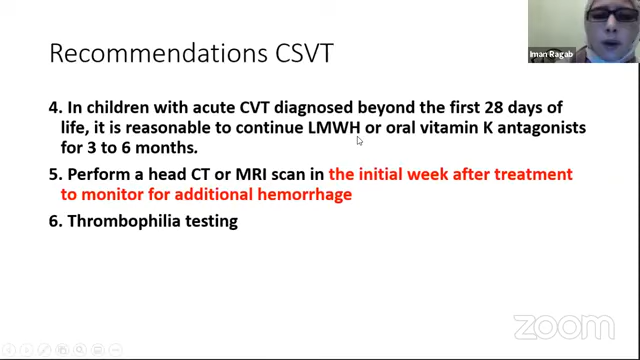 Iman Ragab
Recommendations CSVT
4. In children with acute CVT diagnosed beyond the first 28 days of
life, it is reasonable to continue LMWH or oral vitamin K antagonists
for 3 to 6 months.
5. Perform a head CT or MRI scan in the initial week after treatment
to monitor for additional hemorrhage
6. Thrombophilia testing
zoom